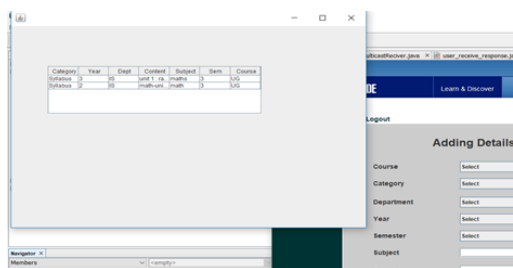 ulticastReciver.java × user_receive_response.ja
Category Year Dept Content Subject Sem Course
Syllabus 3 IS unit 1 : ra... maths 3 UG
Syllabus 2 IS math-uni... math 3 UG
DE Learn & Discover
Logout
Adding Details
Course Select
Category Select
Department Select
Year Select
Semester Select
Subject
Navigator ×
Members <empty>